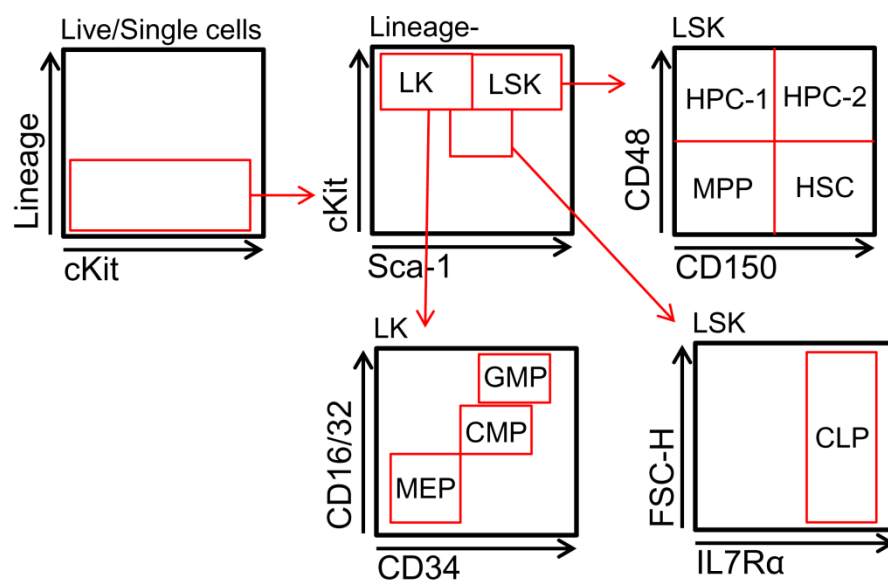 Live/Single cells
Lineage
cKit
Lineage-
LK
LSK
cKit
Sca-1
LSK
HPC-1
HPC-2
MPP
HSC
CD48
CD150
LK
GMP
CMP
MEP
CD16/32
CD34
LSK
CLP
FSC-H
IL7Rα